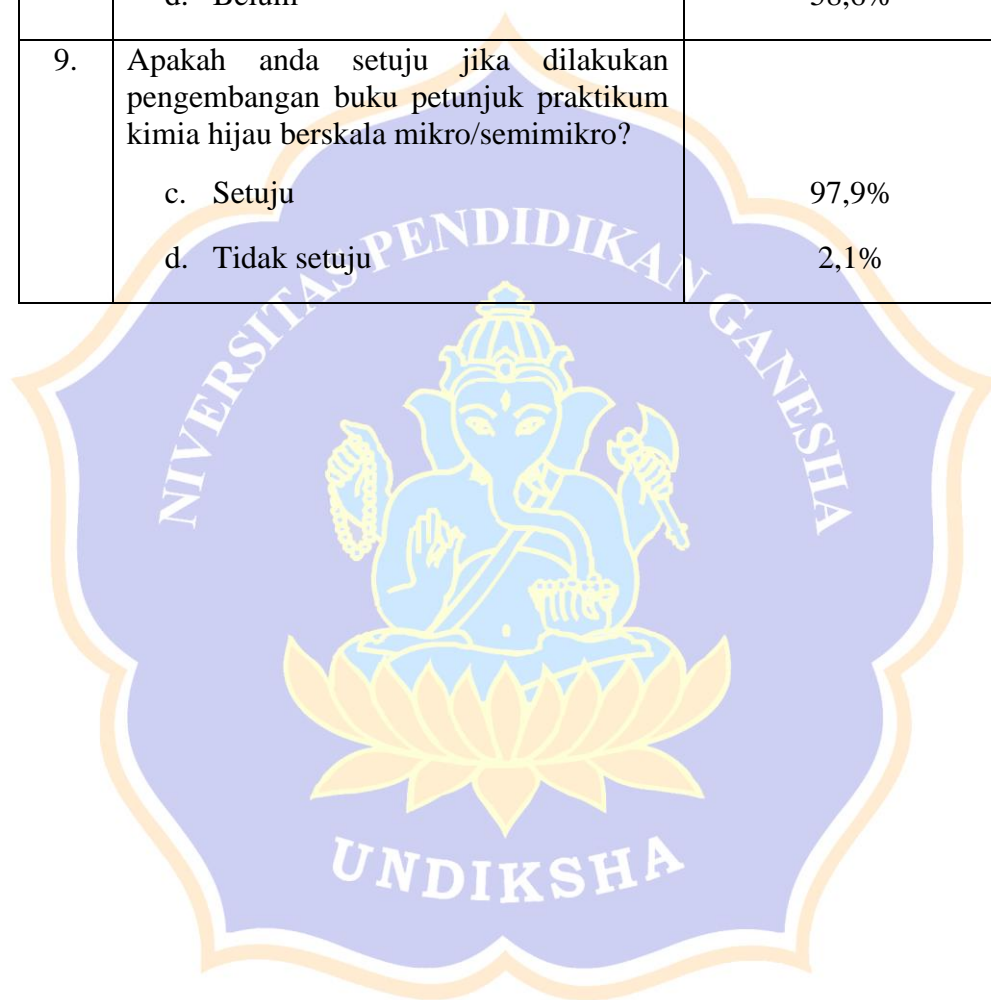 9.
Apakah anda setuju jika dilakukan
pengembangan buku petunjuk praktikum
kimia hijau berskala mikro/semimikro?
c. Setuju
97,9%
d. Tidak setuju
2,1%
NIVERSITAS PENDIDIKAN GANESHA
UNDIKSHA